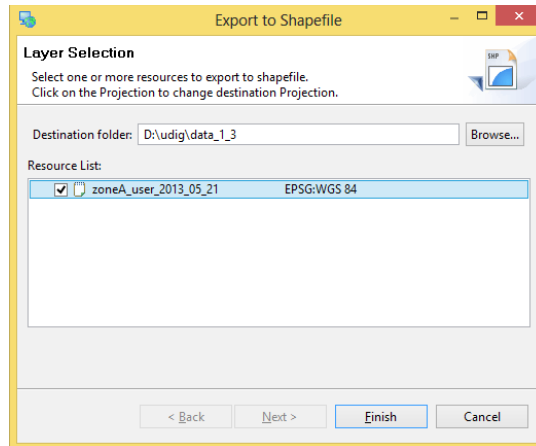 Export to Shapefile
Layer Selection
Select one or more resources to export to shapefile.
Click on the Projection to change destination Projection.
SHP
Destination folder: D:\udig\data_1_3 Browse...
Resource List:
zoneA_user_2013_05_21 EPSG:WGS 84
< Back Next > Finish Cancel